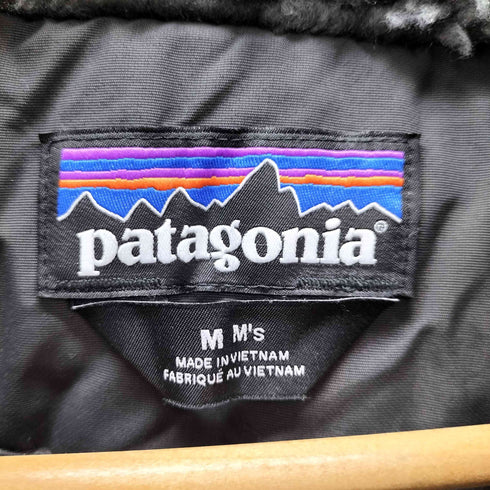 patagonia®
M M's
MADE IN VIETNAM
FABRIQUÉ AU VIETNAM